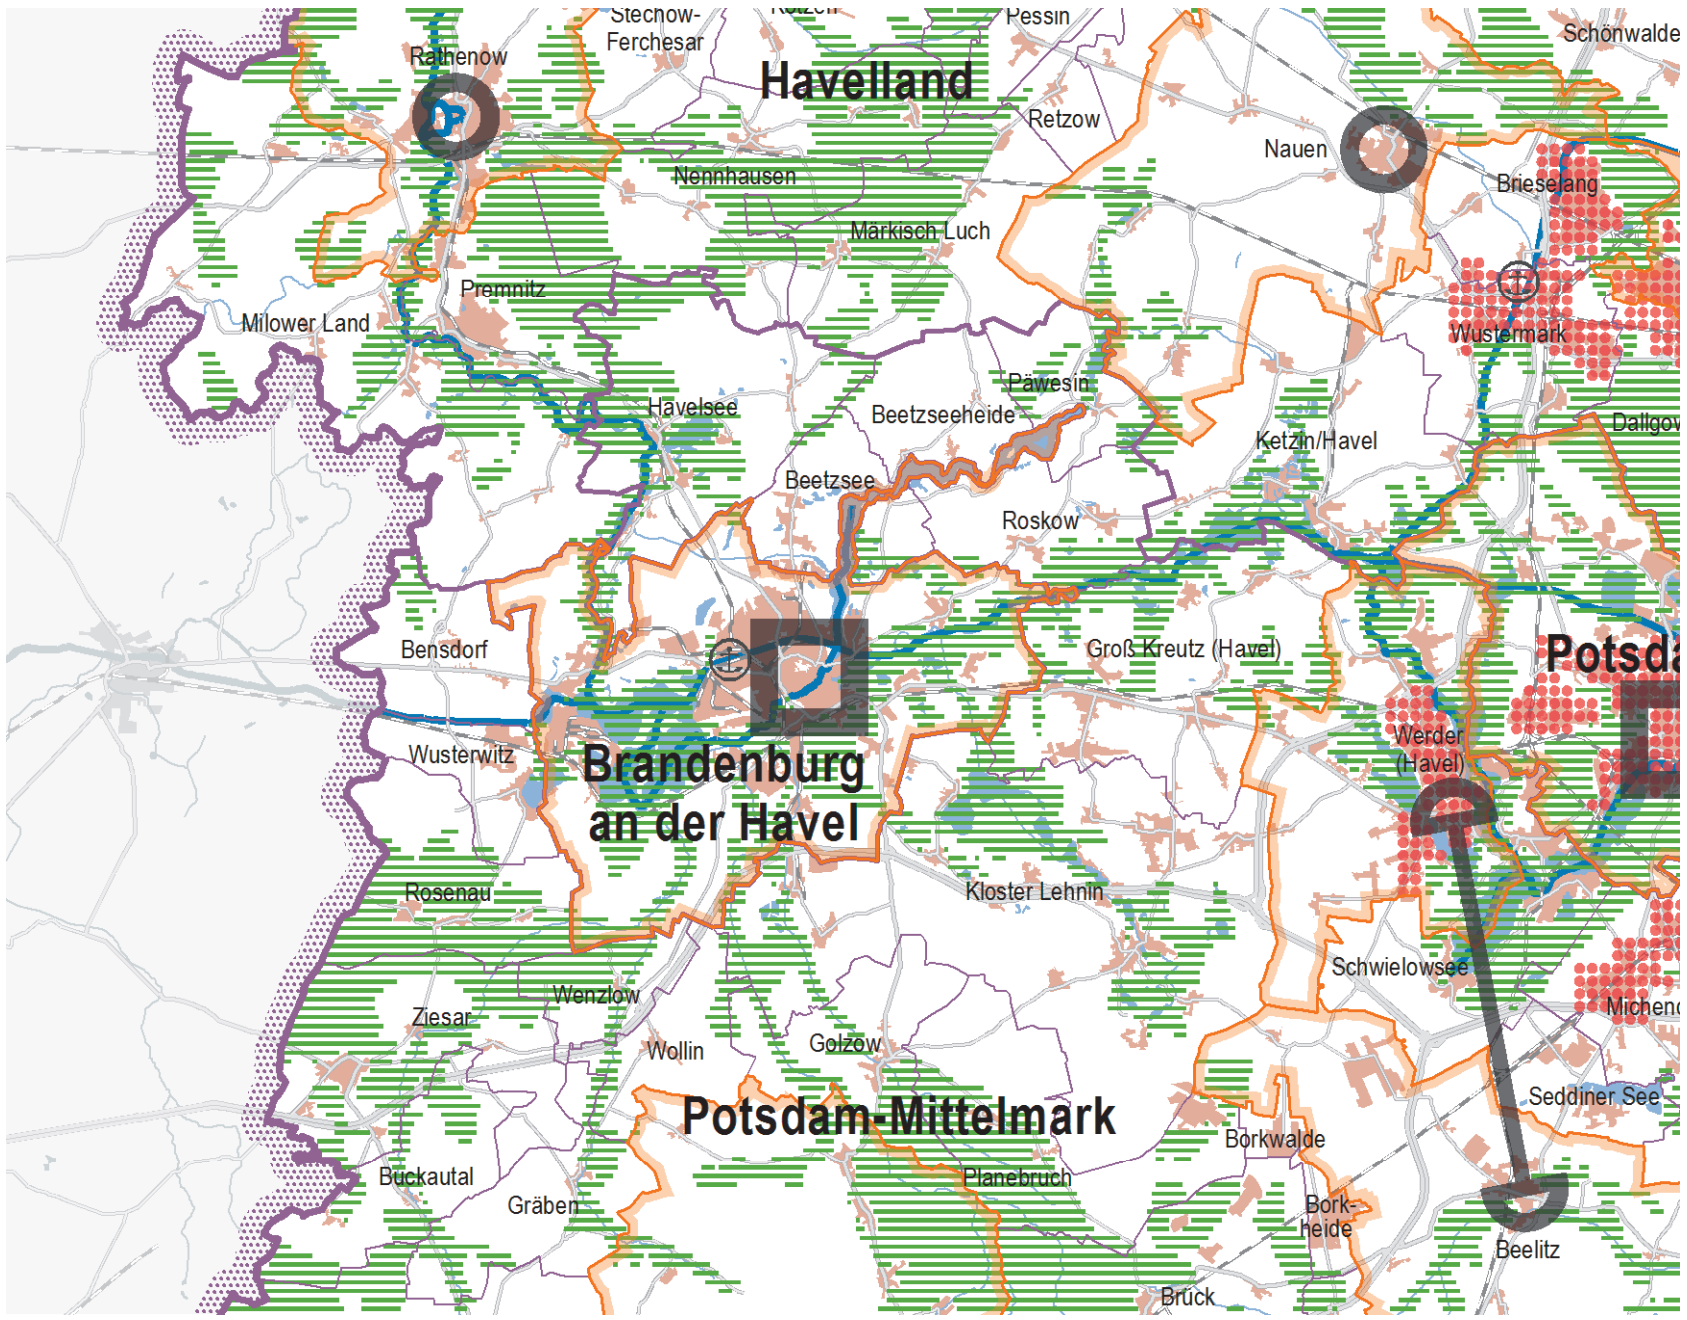 Stechow-
Ferchesar
Pessin
Schönwalde
Rathenow
Havelland
Retzow
Nauen
Nennhausen
Brieselang
Märkisch Luch
Premnitz
Milower Land
Wustermark
Päwesin
Havelsee
Beetzseeheide
Dallgow
Ketzin/Havel
Beetzsee
Roskow
Bensdorf
Groß Kreutz (Havel)
Potsda
Wusterwitz
Werder
(Havel)
Brandenburg
an der Havel
Rosenau
Kloster Lehnin
Schwielowsee
Wenzlow
Michend
Ziesar
Wollin
Golzow
Seddiner See
Potsdam-Mittelmark
Borkwalde
Buckautal
Planebruch
Gräben
Bork-
heide
Beelitz
Brück